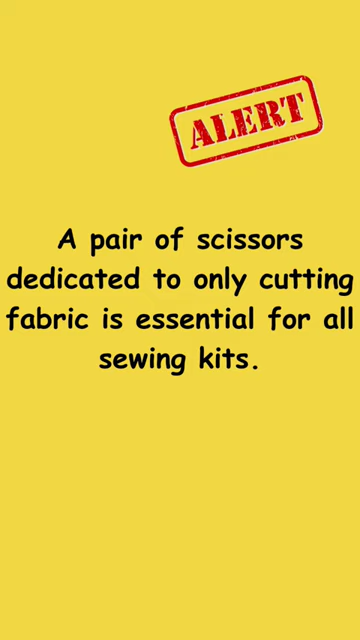 ALERT
A pair of scissors
dedicated to only cutting
fabric is essential for all
sewing kits.